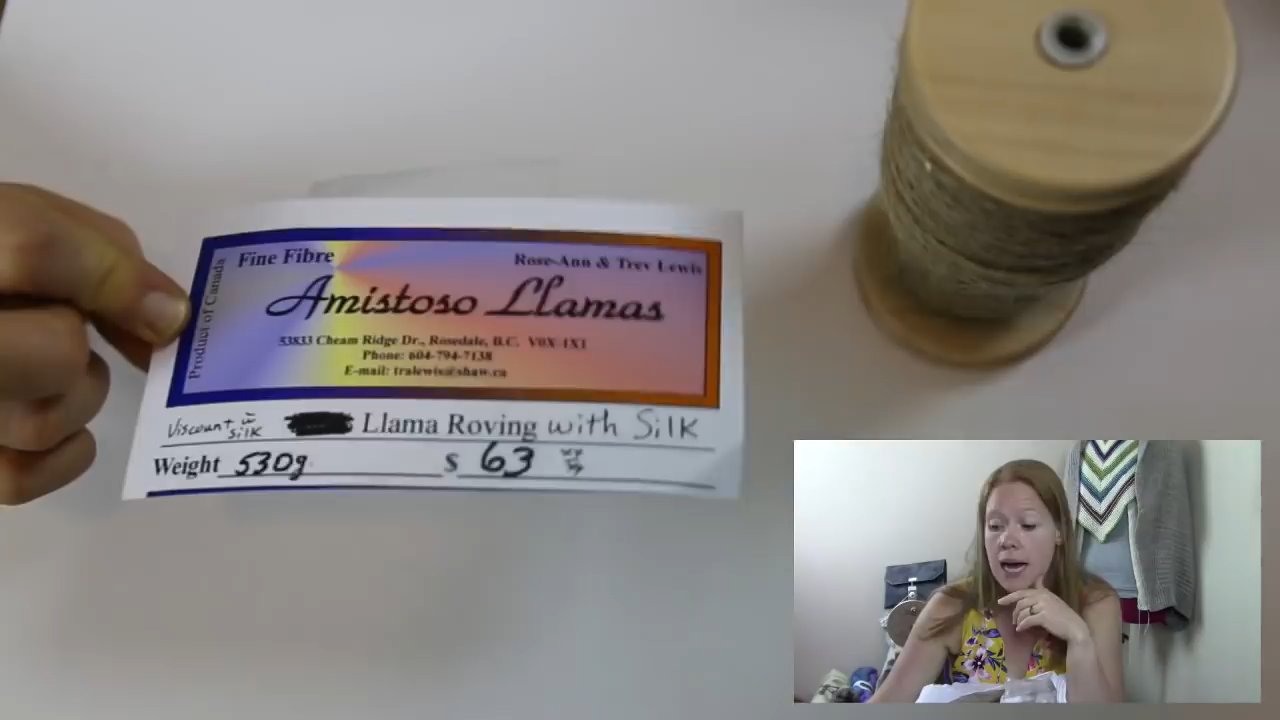 Product of Canada
Fine Fibre
Rose-Ann & Trev Lewis
Amistoso Llamas
53833 Cheam Ridge Dr., Rosedale, B.C. V0X-1X1
Phone: 604-794-7138
E-mail: tralewis@shaw.ca
Viscount w silk Llama Roving with Silk
Weight 530g $ 63